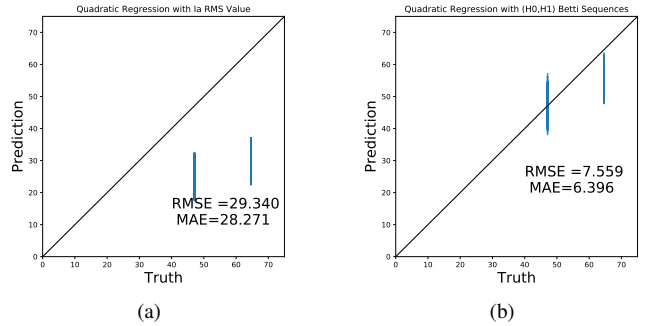 Quadratic Regression with Ia RMS Value
70
60
50
40
30
20
10
0
Prediction
RMSE =29.340
MAE=28.271
0 10 20 30 40 50 60 70
Truth
(a)
Quadratic Regression with (H0,H1) Betti Sequences
70
60
50
40
30
20
10
0
Prediction
RMSE =7.559
MAE=6.396
0 10 20 30 40 50 60 70
Truth
(b)